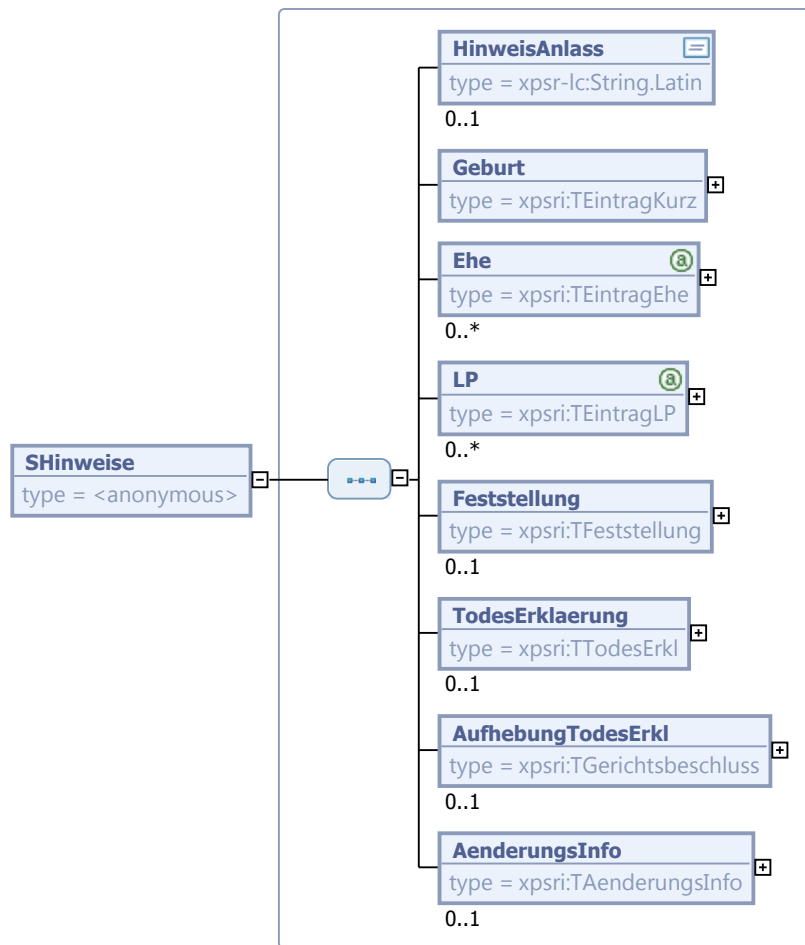 HinweisAnlass
type = xpsr-lc:String.Latin
0..1
Geburt
type = xpsri:TEintragKurz
Ehe
type = xpsri:TEintragEhe
0..*
LP
type = xpsri:TEintragLP
0..*
SHinweise
type = <anonymous>
Feststellung
type = xpsri:TFeststellung
0..1
TodesErklaerung
type = xpsri:TTodesErkl
0..1
AufhebungTodesErkl
type = xpsri:TGerichtsbeschluss
0..1
AenderungsInfo
type = xpsri:TAenderungsInfo
0..1